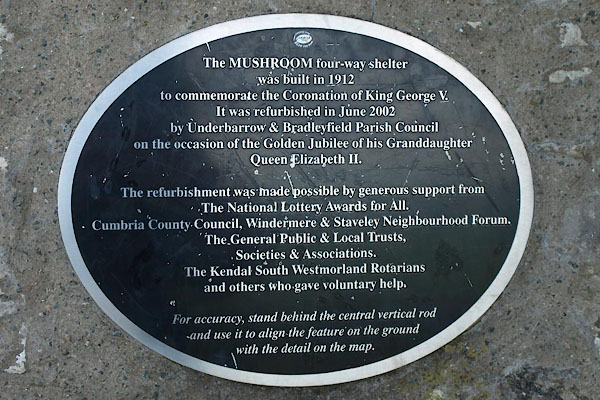 The MUSHROOM four-way shelter
was built in 1912
to commemorate the Coronation of King George V.
It was refurbished in June 2002
by Underbarrow & Bradleyfield Parish Council
on the occasion of the Golden Jubilee of his Granddaughter
Queen Elizabeth II.
The refurbishment was made possible by generous support from
The National Lottery Awards for All.
Cumbria County Council, Windermere & Staveley Neighbourhood Forum.
The General Public & Local Trusts,
Societies & Associations.
The Kendal South Westmorland Rotarians
and others who gave voluntary help.
For accuracy, stand behind the central vertical rod
and use it to align the feature on the ground
with the detail on the map.